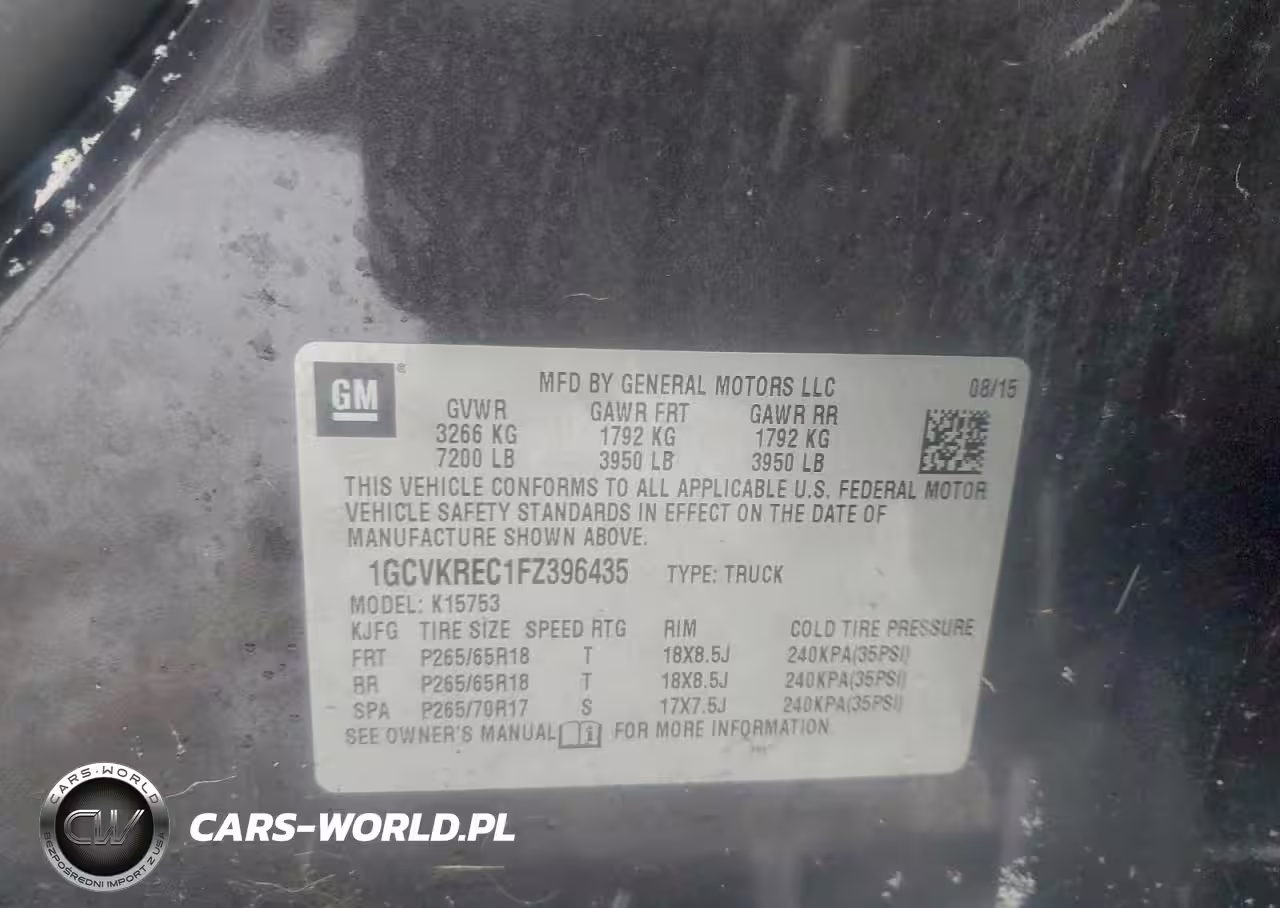 GM
®
MFD BY GENERAL MOTORS LLC 08/15
GVWR GAWR FRT GAWR RR
3266 KG 1792 KG 1792 KG
7200 LB 3950 LB 3950 LB
THIS VEHICLE CONFORMS TO ALL APPLICABLE U.S. FEDERAL MOTOR
VEHICLE SAFETY STANDARDS IN EFFECT ON THE DATE OF
MANUFACTURE SHOWN ABOVE.
1GCVKREC1FZ396435 TYPE: TRUCK
MODEL: K15753
KJFG TIRE SIZE SPEED RTG RIM COLD TIRE PRESSURE
FRT P265/65R18 T 18X8.5J 240KPA(35PSI)
RR P265/65R18 T 18X8.5J 240KPA(35PSI)
SPA P265/70R17 S 17X7.5J 240KPA(35PSI)
SEE OWNER'S MANUAL i FOR MORE INFORMATION.
CARS-WORLD
CW
BEZPOŚREDNI IMPORT Z USA
CARS-WORLD.PL